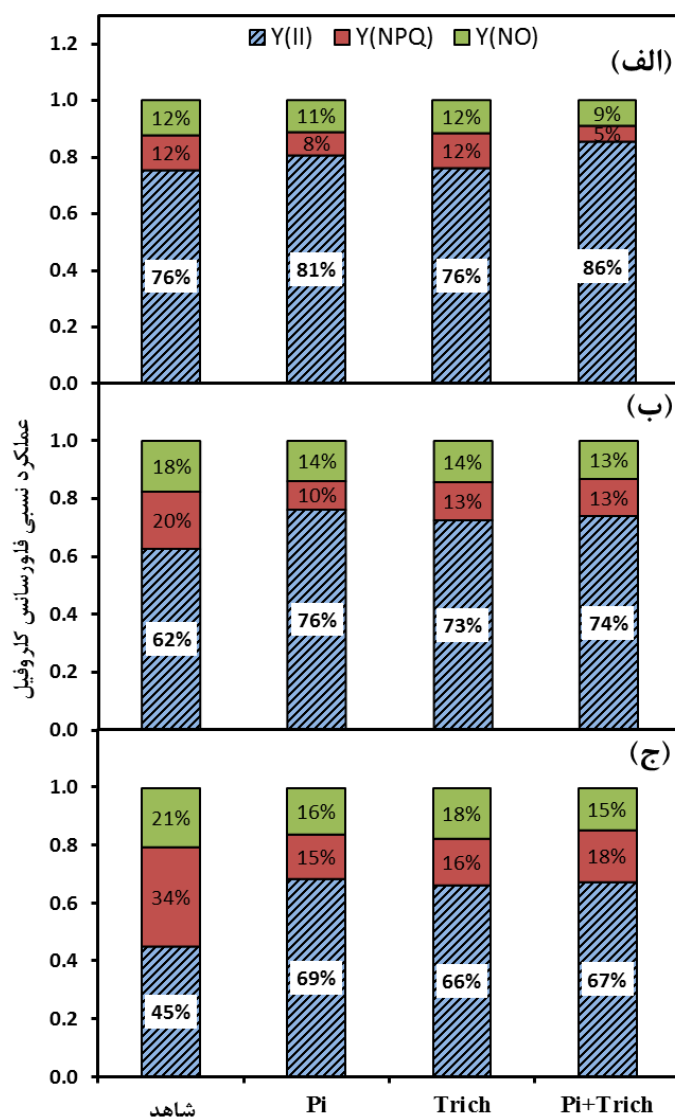 Y(II) Y(NPQ) Y(NO)
(الف)
1.2
1.0
0.8
0.6
0.4
0.2
0.0
12% 11% 12% 9%
12% 8% 12% 5%
76% 81% 76% 86%
(ب)
1.0
0.8
0.6
0.4
0.2
0.0
18% 14% 14% 13%
20% 10% 13% 13%
62% 76% 73% 74%
عملکرد نسبی فلورسانس کلروفیل
(ج)
1.0
0.8
0.6
0.4
0.2
0.0
21% 16% 18% 15%
34% 15% 16% 18%
45% 69% 66% 67%
شاهد Pi Trich Pi+Trich